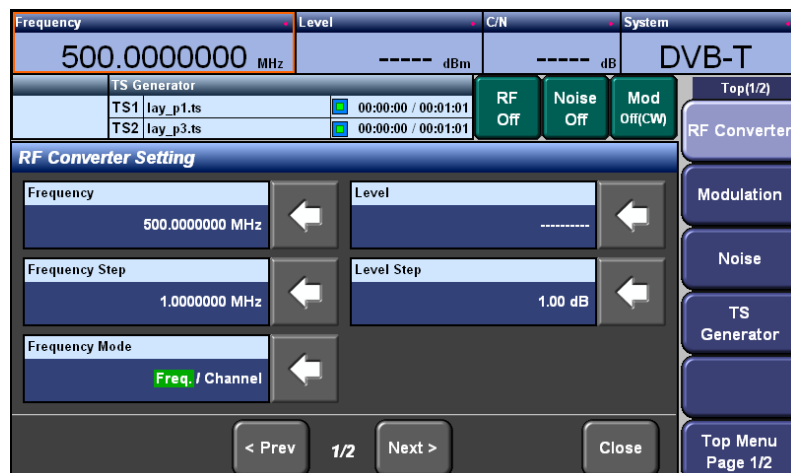 Frequency
Level
C/N
System
500.0000000 MHz
----- dBm
----- dB
DVB-T
TS Generator
TS1 lay_p1.ts 00:00:00 / 00:01:01
TS2 lay_p3.ts 00:00:00 / 00:01:01
RF Off
Noise Off
Mod Off(CW)
Top(1/2)
RF Converter
Modulation
Noise
TS
Generator
Top Menu
Page 1/2
RF Converter Setting
Frequency
500.0000000 MHz
Level
----------
Frequency Step
1.0000000 MHz
Level Step
1.00 dB
Frequency Mode
Freq. / Channel
< Prev
1/2
Next >
Close